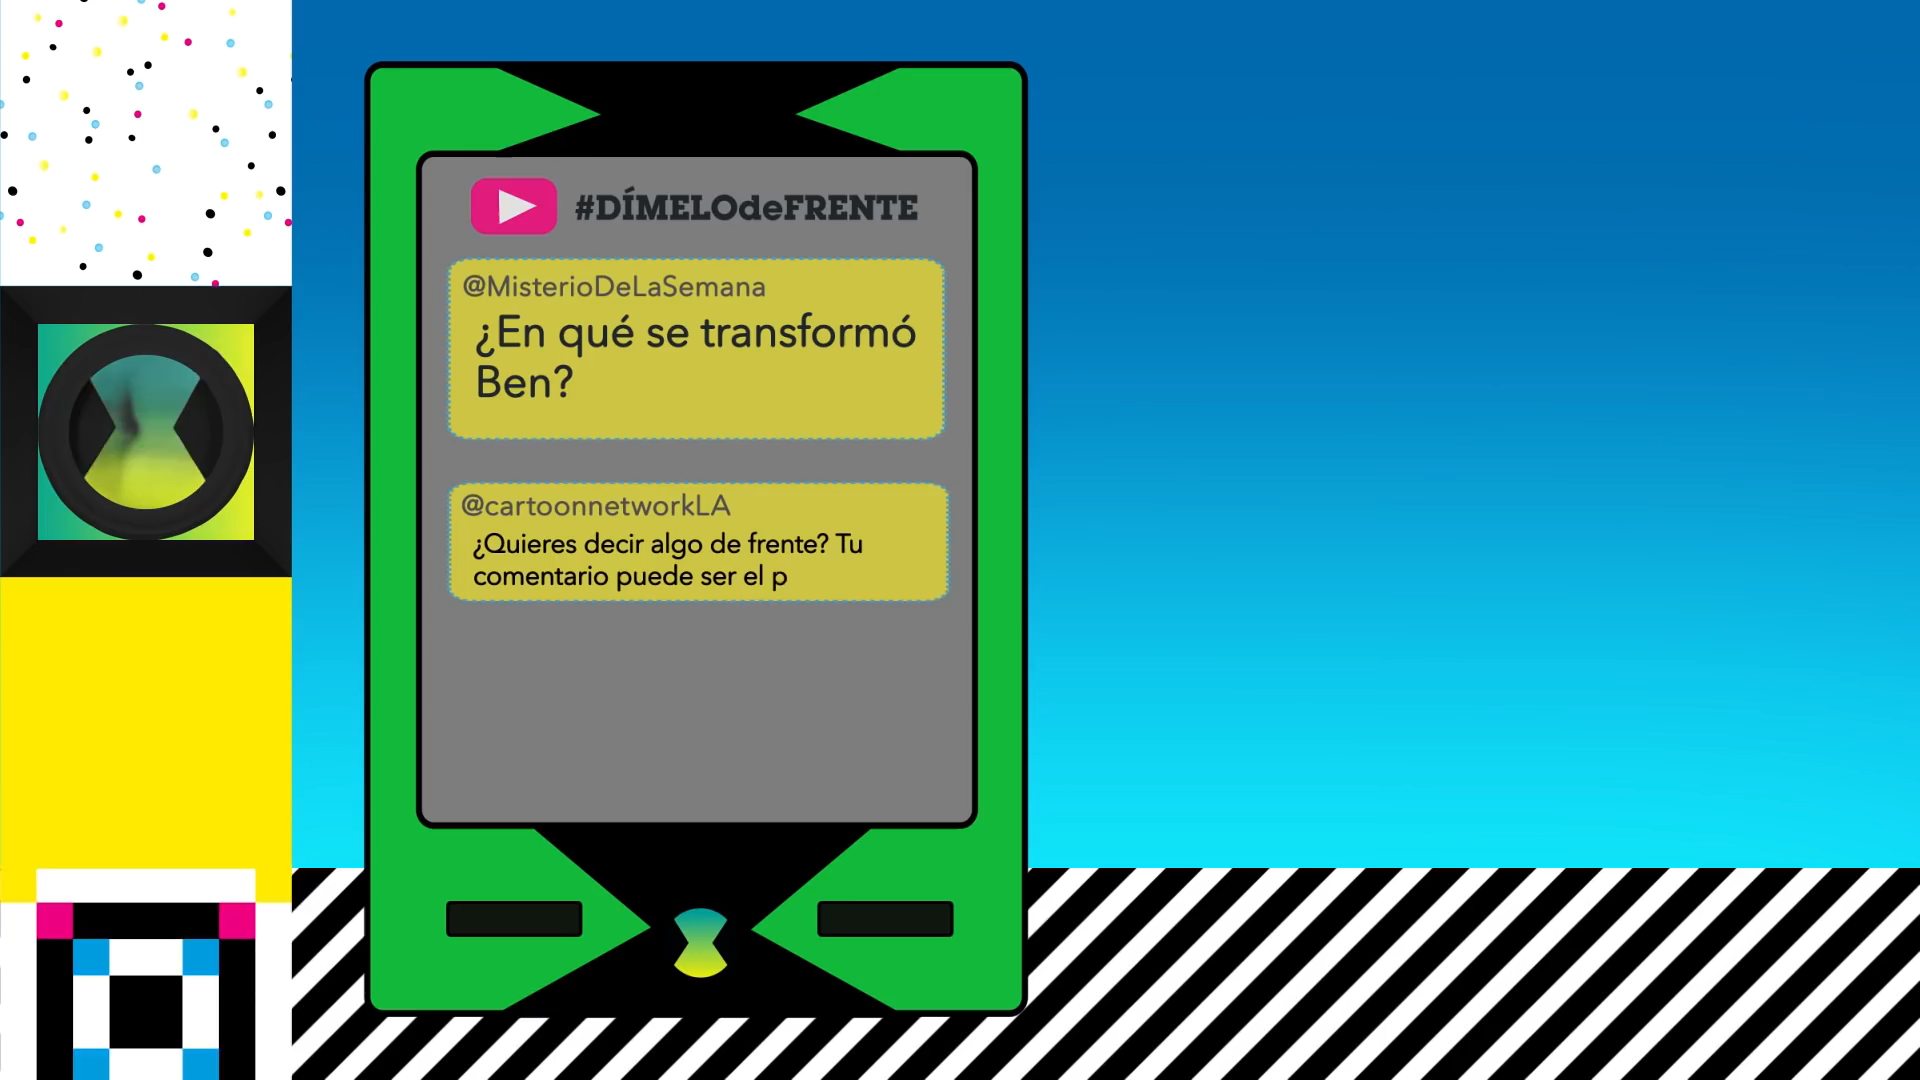 #DÍMELOdeFRENTE
@MisterioDeLaSemana
¿En qué se transformó
Ben?
@cartoonnetworkLA
¿Quieres decir algo de frente? Tu
comentario puede ser el p